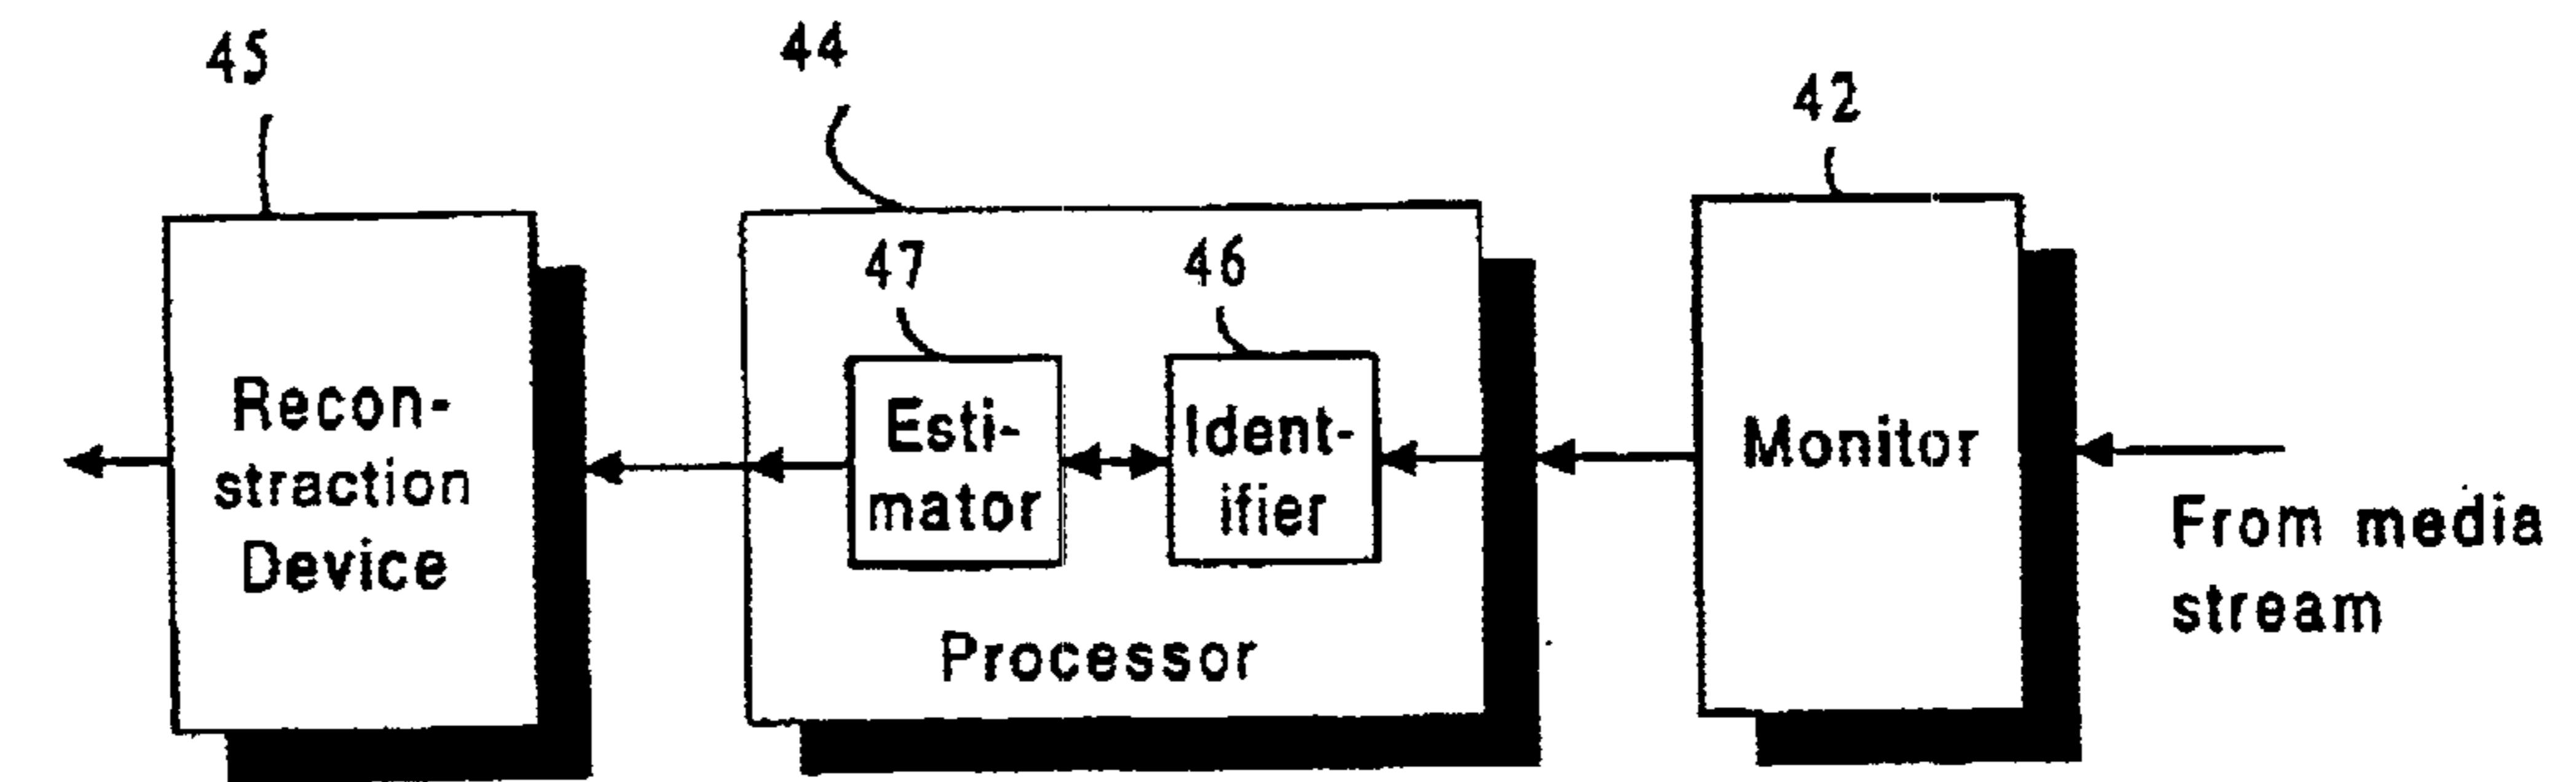 45
44
42
47
46
Recon-
straction
Device
Esti-
mator
Ident-
ifier
Processor
Monitor
From media
stream